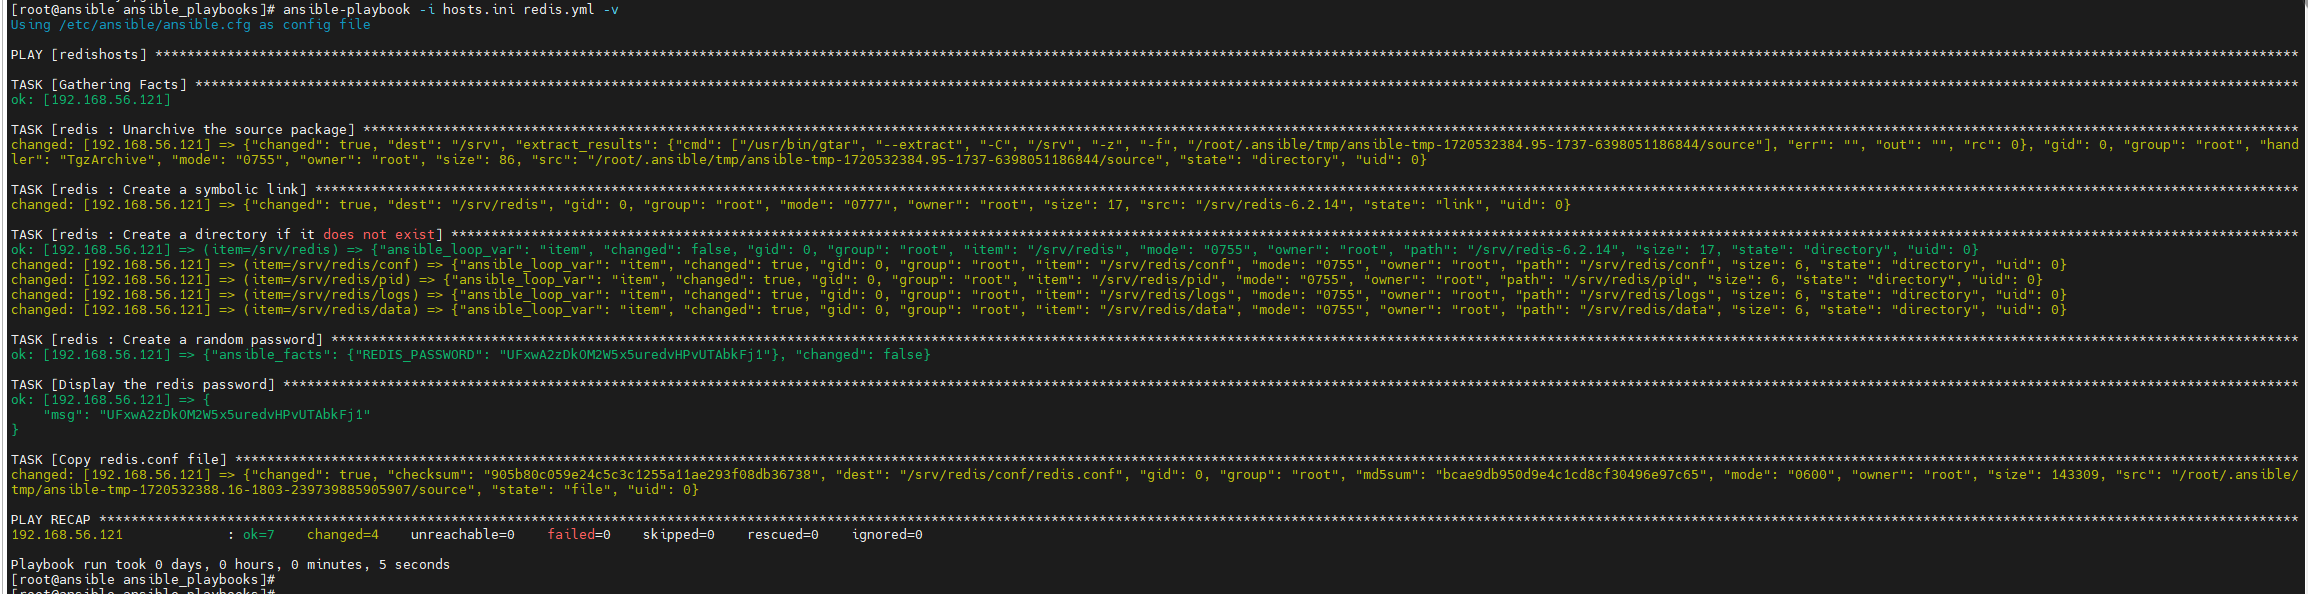 [root@ansible ansible_playbooks]# ansible-playbook -i hosts.ini redis.yml -v
Using /etc/ansible/ansible.cfg as config file
PLAY [redishosts] ****************************************************************
TASK [Gathering Facts] ****************************************************************
ok: [192.168.56.121]
TASK [redis : Unarchive the source package] ****************************************************************
changed: [192.168.56.121] => {"changed": true, "dest": "/srv", "extract_results": {"cmd": ["/usr/bin/gtar", "--extract", "-C", "/srv", "-z", "-f", "/root/.ansible/tmp/ansible-tmp-1720532384.95-1737-6398051186844/source"], "err": "", "out": "", "rc": 0}, "gid": 0, "group": "root", "hand
ler": "TgzArchive", "mode": "0755", "owner": "root", "size": 86, "src": "/root/.ansible/tmp/ansible-tmp-1720532384.95-1737-6398051186844/source", "state": "directory", "uid": 0}
TASK [redis : Create a symbolic link] ****************************************************************
changed: [192.168.56.121] => {"changed": true, "dest": "/srv/redis", "gid": 0, "group": "root", "mode": "0777", "owner": "root", "size": 17, "src": "/srv/redis-6.2.14", "state": "link", "uid": 0}
TASK [redis : Create a directory if it does not exist] ****************************************************************
ok: [192.168.56.121] => (item=/srv/redis) => {"ansible_loop_var": "item", "changed": false, "gid": 0, "group": "root", "item": "/srv/redis", "mode": "0755", "owner": "root", "path": "/srv/redis-6.2.14", "size": 17, "state": "directory", "uid": 0}
changed: [192.168.56.121] => (item=/srv/redis/conf) => {"ansible_loop_var": "item", "changed": true, "gid": 0, "group": "root", "item": "/srv/redis/conf", "mode": "0755", "owner": "root", "path": "/srv/redis/conf", "size": 6, "state": "directory", "uid": 0}
changed: [192.168.56.121] => (item=/srv/redis/pid) => {"ansible_loop_var": "item", "changed": true, "gid": 0, "group": "root", "item": "/srv/redis/pid", "mode": "0755", "owner": "root", "path": "/srv/redis/pid", "size": 6, "state": "directory", "uid": 0}
changed: [192.168.56.121] => (item=/srv/redis/logs) => {"ansible_loop_var": "item", "changed": true, "gid": 0, "group": "root", "item": "/srv/redis/logs", "mode": "0755", "owner": "root", "path": "/srv/redis/logs", "size": 6, "state": "directory", "uid": 0}
changed: [192.168.56.121] => (item=/srv/redis/data) => {"ansible_loop_var": "item", "changed": true, "gid": 0, "group": "root", "item": "/srv/redis/data", "mode": "0755", "owner": "root", "path": "/srv/redis/data", "size": 6, "state": "directory", "uid": 0}
TASK [redis : Create a random password] ****************************************************************
ok: [192.168.56.121] => {"ansible_facts": {"REDIS_PASSWORD": "UFxwA2zDkOM2W5x5uredvHPvUTAbkFj1"}, "changed": false}
TASK [Display the redis password] ****************************************************************
ok: [192.168.56.121] => {
"msg": "UFxwA2zDkOM2W5x5uredvHPvUTAbkFj1"
}
TASK [Copy redis.conf file] ****************************************************************
changed: [192.168.56.121] => {"changed": true, "checksum": "905b80c059e24c5c3c1255a11ae293f08db36738", "dest": "/srv/redis/conf/redis.conf", "gid": 0, "group": "root", "md5sum": "bcae9db950d9e4c1cd8cf30496e97c65", "mode": "0600", "owner": "root", "size": 143309, "src": "/root/.ansible/
tmp/ansible-tmp-1720532388.16-1803-239739885905907/source", "state": "file", "uid": 0}
PLAY RECAP ****************************************************************
192.168.56.121 : ok=7 changed=4 unreachable=0 failed=0 skipped=0 rescued=0 ignored=0
Playbook run took 0 days, 0 hours, 0 minutes, 5 seconds
[root@ansible ansible_playbooks]#
[root@ansible ansible_playbooks]#